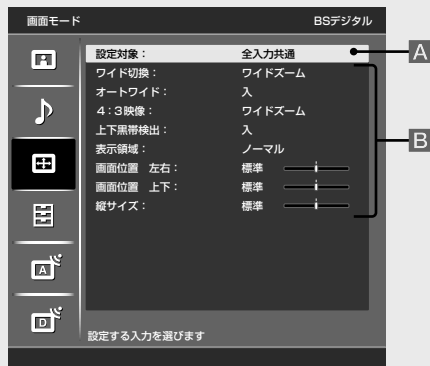 画面モード BSデジタル
設定対象： 全入力共通
ワイド切換： ワイドズーム
オートワイド： 入
4：3映像： ワイドズーム
上下黒帯検出： 入
表示領域： ノーマル
画面位置 左右： 標準
画面位置 上下： 標準
縦サイズ： 標準
設定する入力を選びます
A
B
A
D